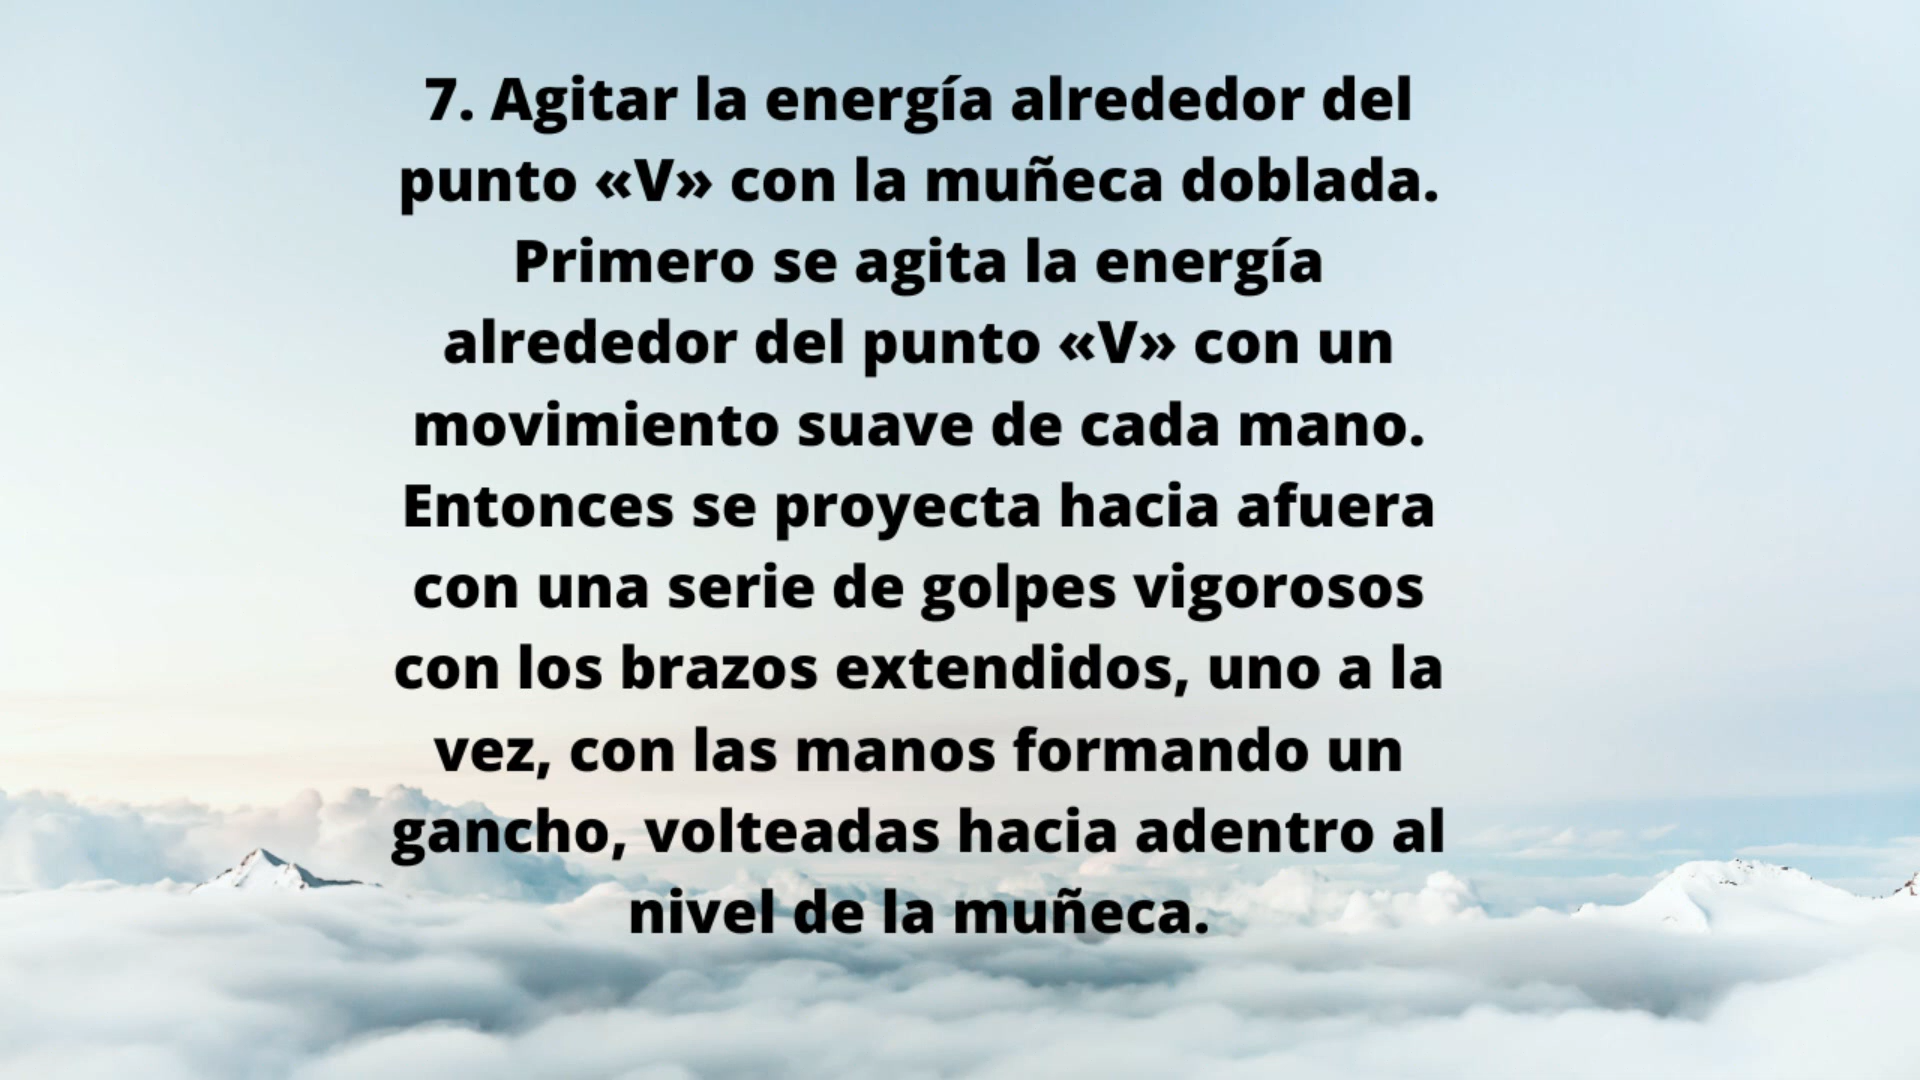 7. Agitar la energía alrededor del
punto «V» con la muñeca doblada.
Primero se agita la energía
alrededor del punto «V» con un
movimiento suave de cada mano.
Entonces se proyecta hacia afuera
con una serie de golpes vigorosos
con los brazos extendidos, uno a la
vez, con las manos formando un
gancho, volteadas hacia adentro al
nivel de la muñeca.